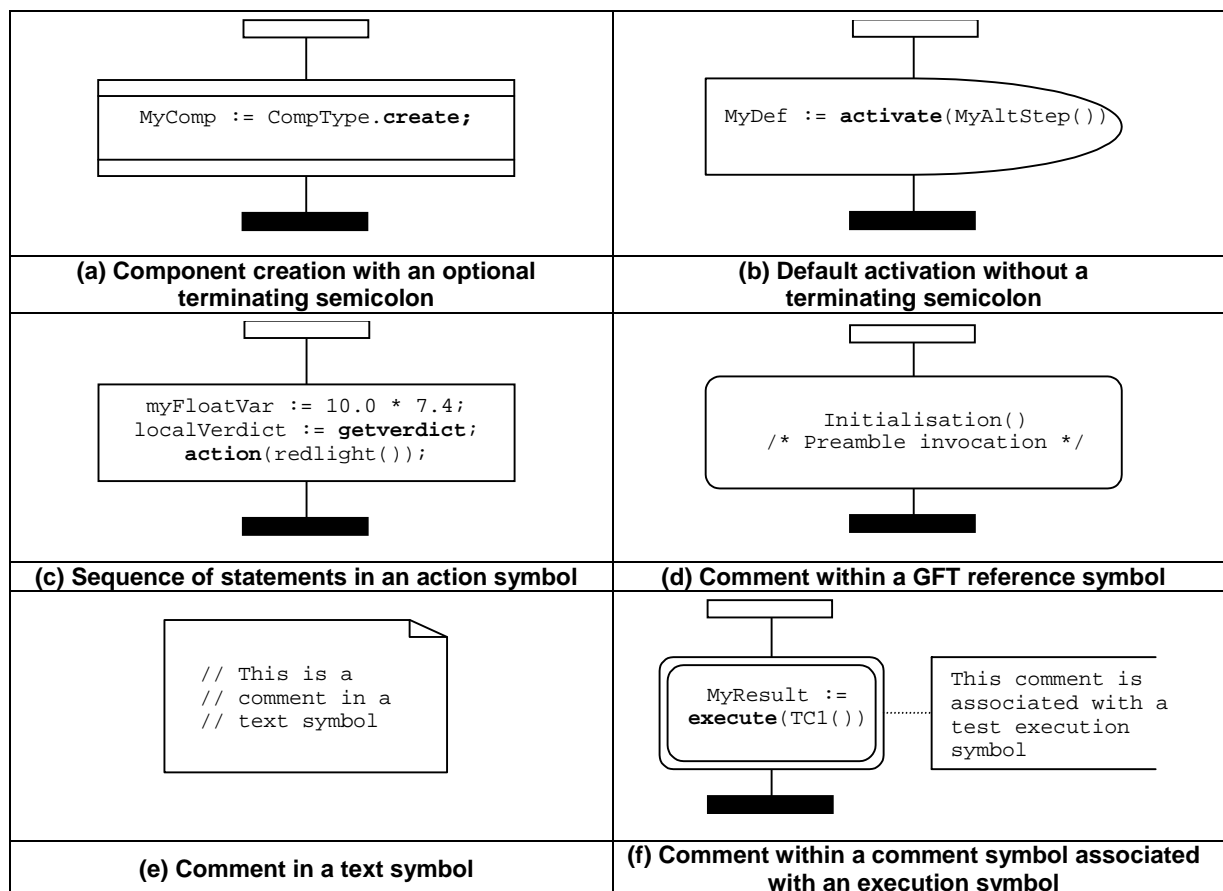 MyComp := CompType.create;
(a) Component creation with an optional
terminating semicolon
MyDef := activate(MyAltStep())
(b) Default activation without a
terminating semicolon
myFloatVar := 10.0 * 7.4;
localVerdict := getverdict;
action(redlight());
(c) Sequence of statements in an action symbol
Initialisation()
/* Preamble invocation */
(d) Comment within a GFT reference symbol
// This is a
// comment in a
// text symbol
(e) Comment in a text symbol
MyResult :=
execute(TC1())
This comment is
associated with a
test execution
symbol
(f) Comment within a comment symbol associated
with an execution symbol